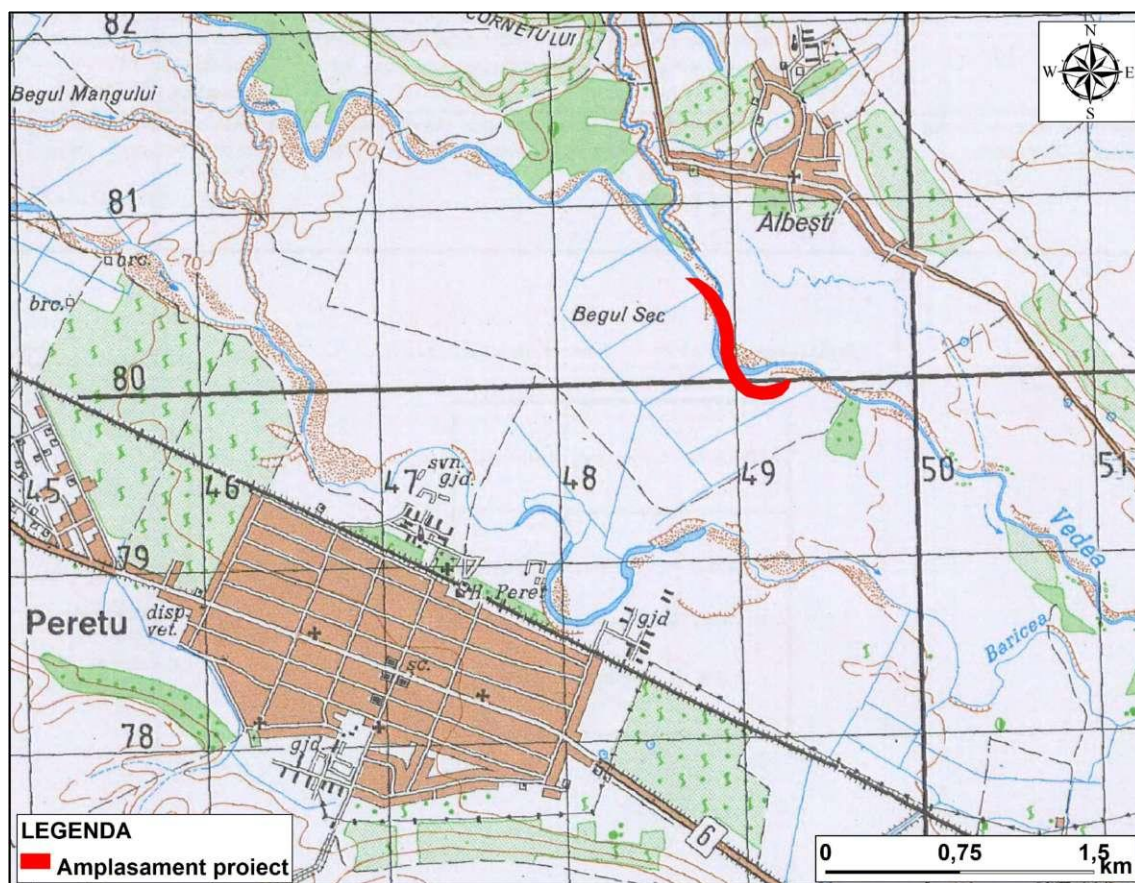 82
CORNETULUI
N
W E
S
Begul Mangului
70
81
Albești
70
brc.
brc.
Begul Sec
80
45
46
47
svn.
gjd.
48
49
50
51
79
Vedea
H. Peret
disp.
vet.
Peretu
gjd
Baricea
șc.
78
gjd
6
LEGENDA
Amplasament proiect
0 0,75 1,5
km